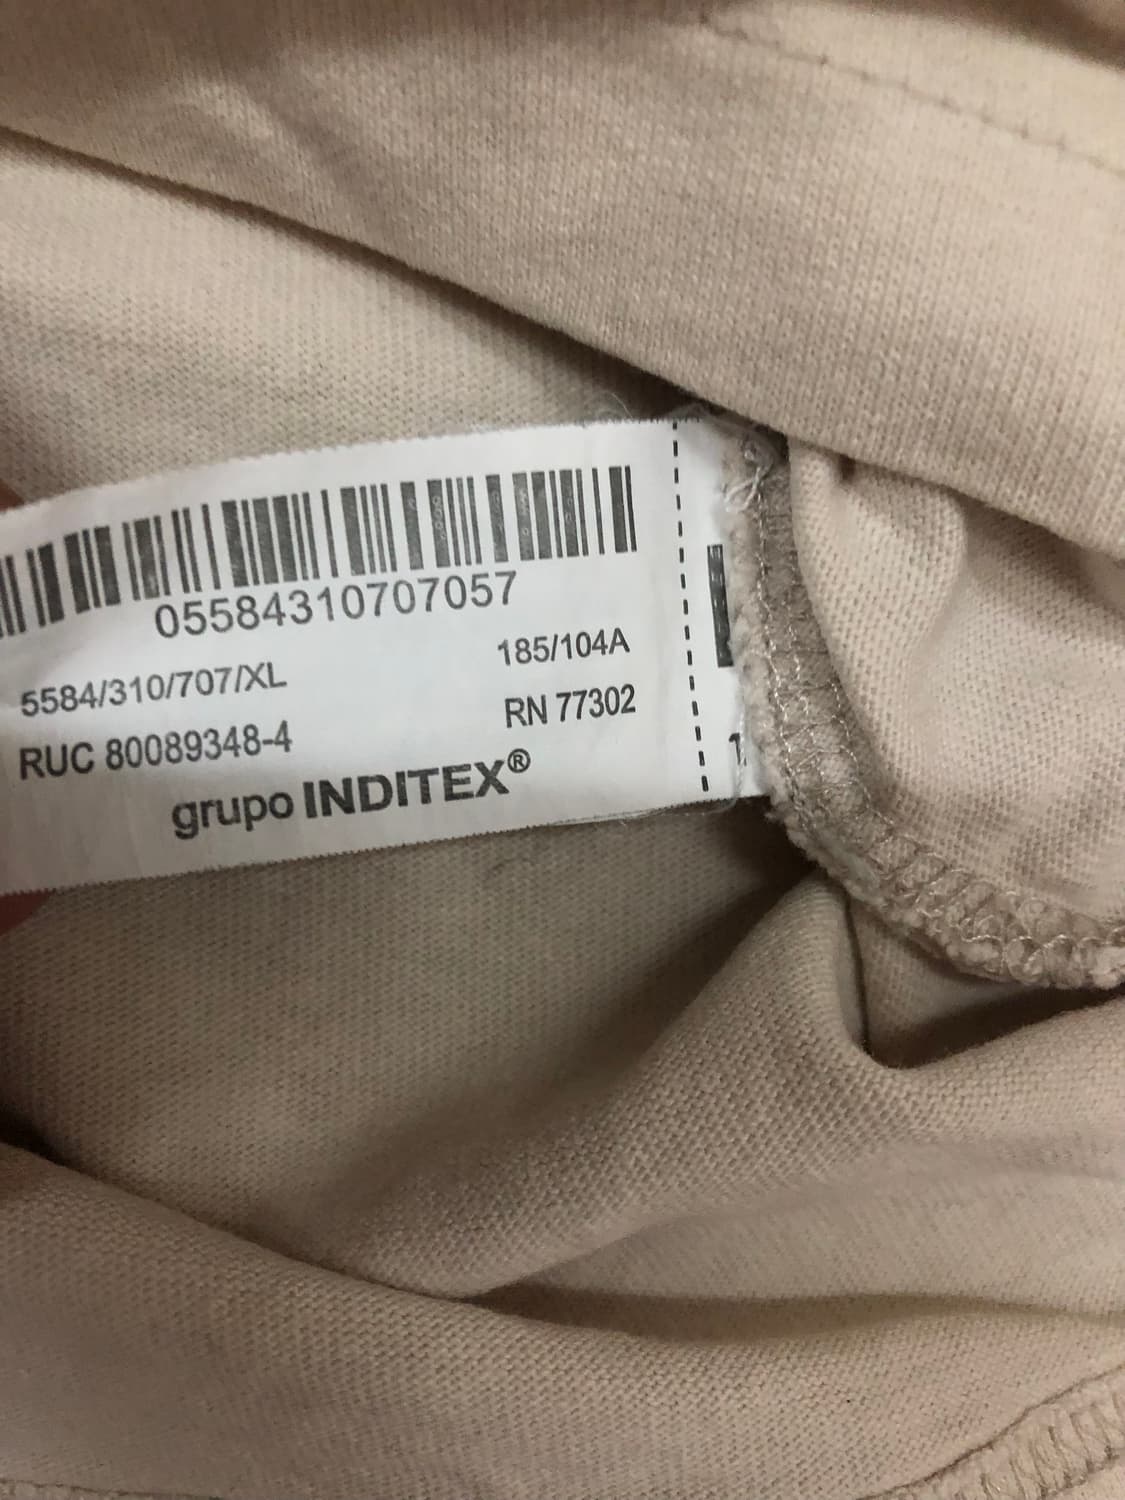 05584310707057
5584/310/707/XL 185/104A
RUC 80089348-4 RN 77302
grupo INDITEX®